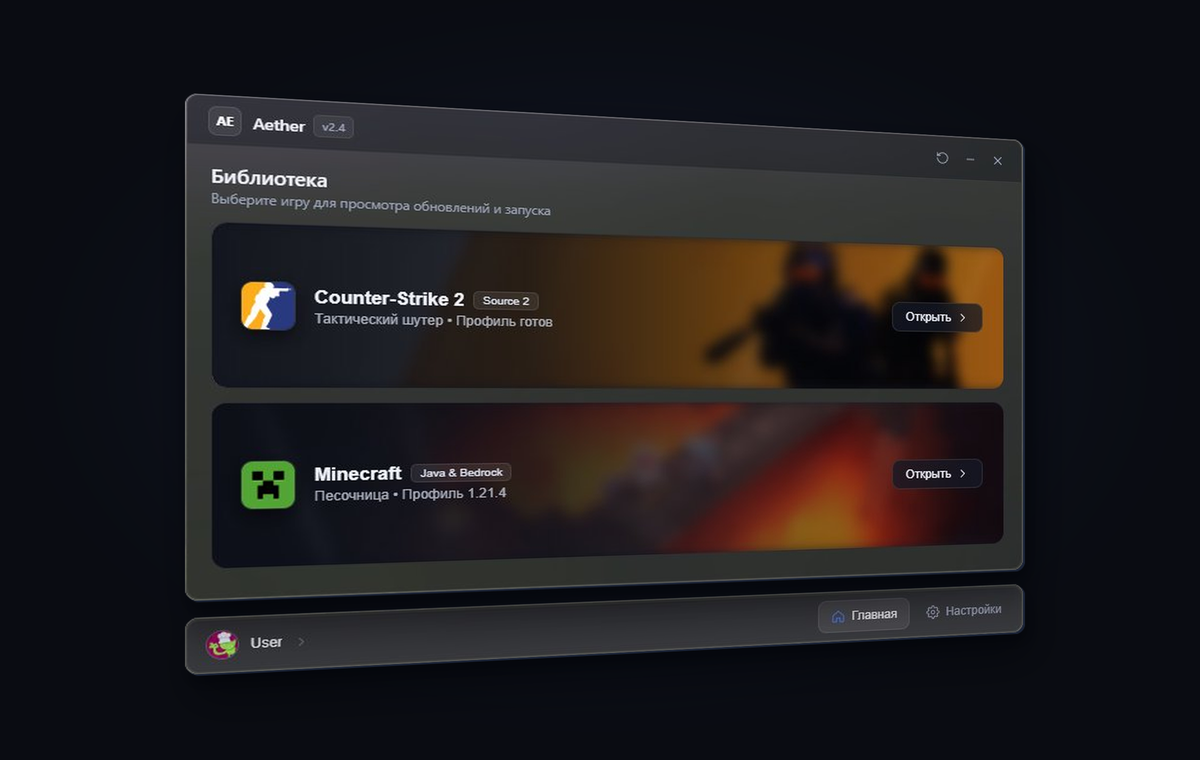 AE Aether v2.4
Библиотека
Выберите игру для просмотра обновлений и запуска
Counter-Strike 2 Source 2
Тактический шутер • Профиль готов
Открыть
Minecraft Java & Bedrock
Песочница • Профиль 1.21.4
Открыть
User
Главная
Настройки